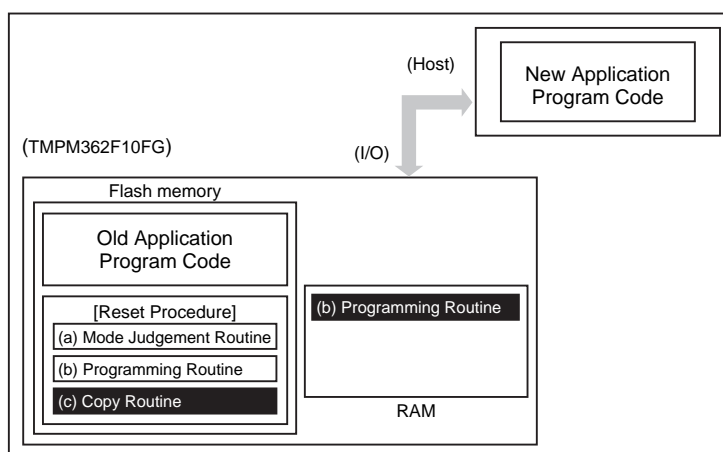 (Host)
New Application
Program Code
(TMPM362F10FG)
(I/O)
Flash memory
Old Application
Program Code
[Reset Procedure]
(a) Mode Judgement Routine
(b) Programming Routine
(c) Copy Routine
(b) Programming Routine
RAM